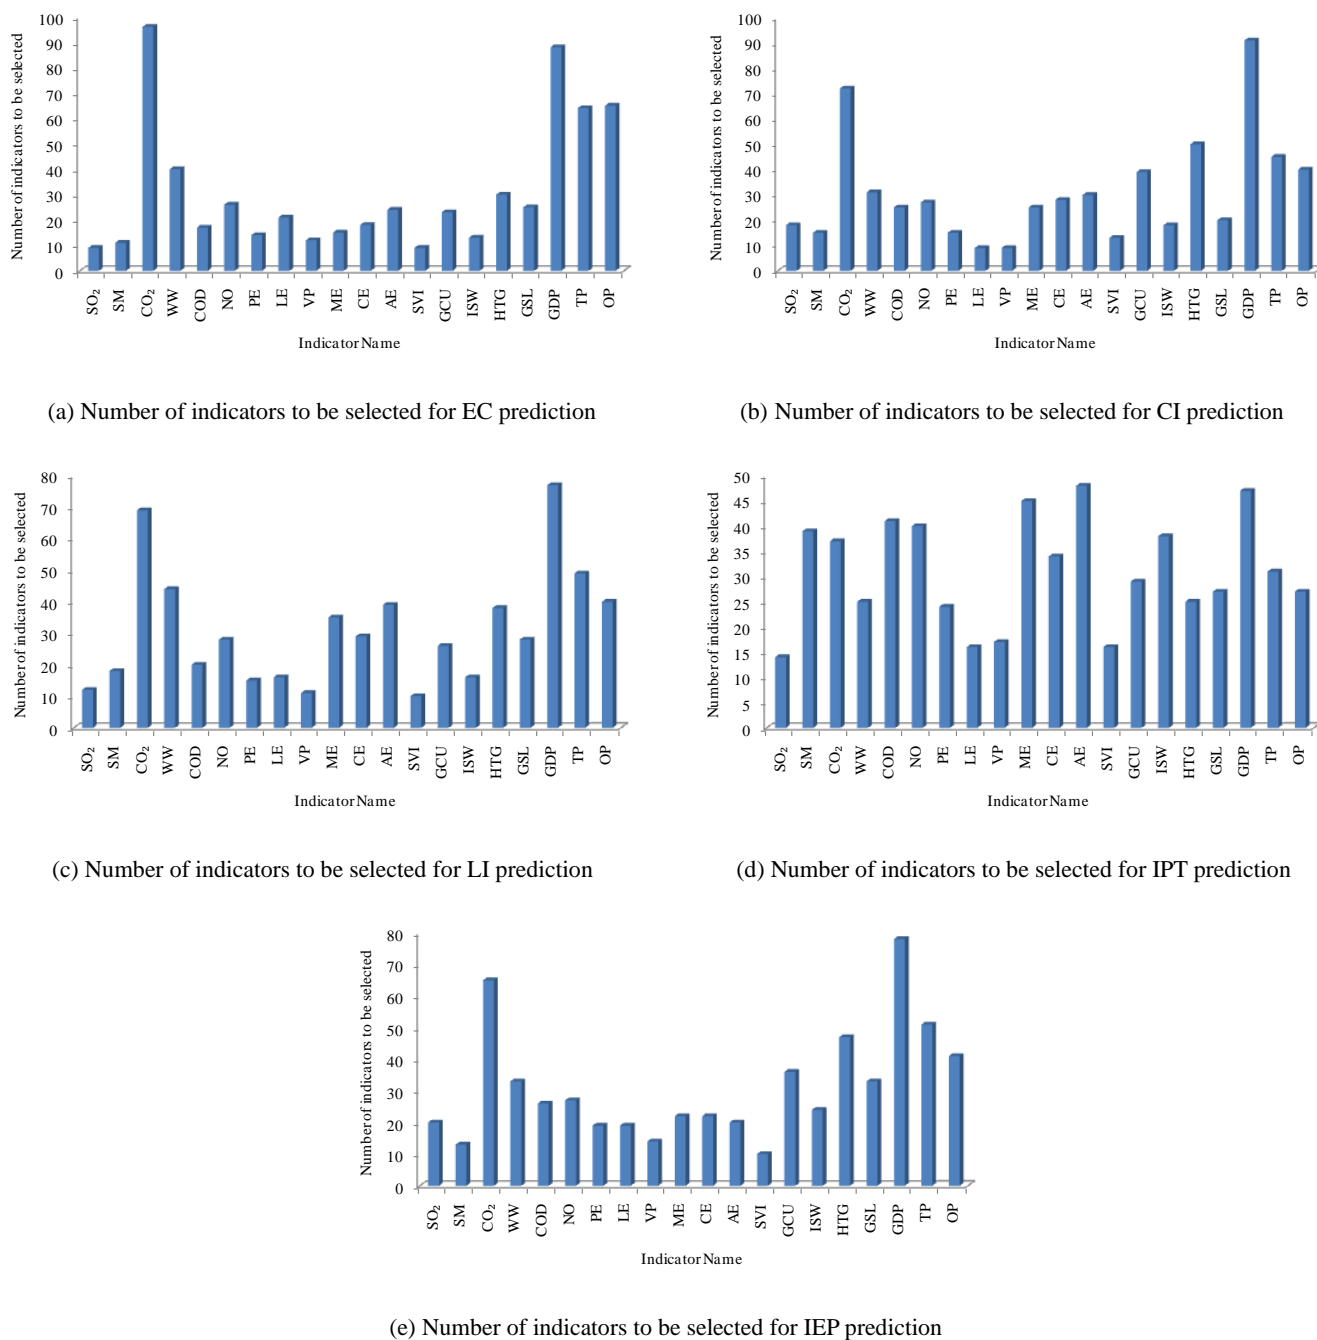 Number of indicators to be selected
100
90
80
70
60
50
40
30
20
10
0
SO₂ SM CO₂ WW COD NO PE LE VP ME CE AE SVI GCU ISW HTG GSL GDP TP OP
Indicator Name
(a) Number of indicators to be selected for EC prediction
Number of indicators to be selected
100
90
80
70
60
50
40
30
20
10
0
SO₂ SM CO₂ WW COD NO PE LE VP ME CE AE SVI GCU ISW HTG GSL GDP TP OP
Indicator Name
(b) Number of indicators to be selected for CI prediction
Number of indicators to be selected
80
70
60
50
40
30
20
10
0
SO₂ SM CO₂ WW COD NO PE LE VP ME CE AE SVI GCU ISW HTG GSL GDP TP OP
Indicator Name
(c) Number of indicators to be selected for LI prediction
Number of indicators to be selected
50
45
40
35
30
25
20
15
10
5
0
SO₂ SM CO₂ WW COD NO PE LE VP ME CE AE SVI GCU ISW HTG GSL GDP TP OP
Indicator Name
(d) Number of indicators to be selected for IPT prediction
Number of indicators to be selected
80
70
60
50
40
30
20
10
0
SO₂ SM CO₂ WW COD NO PE LE VP ME CE AE SVI GCU ISW HTG GSL GDP TP OP
Indicator Name
(e) Number of indicators to be selected for IEP prediction